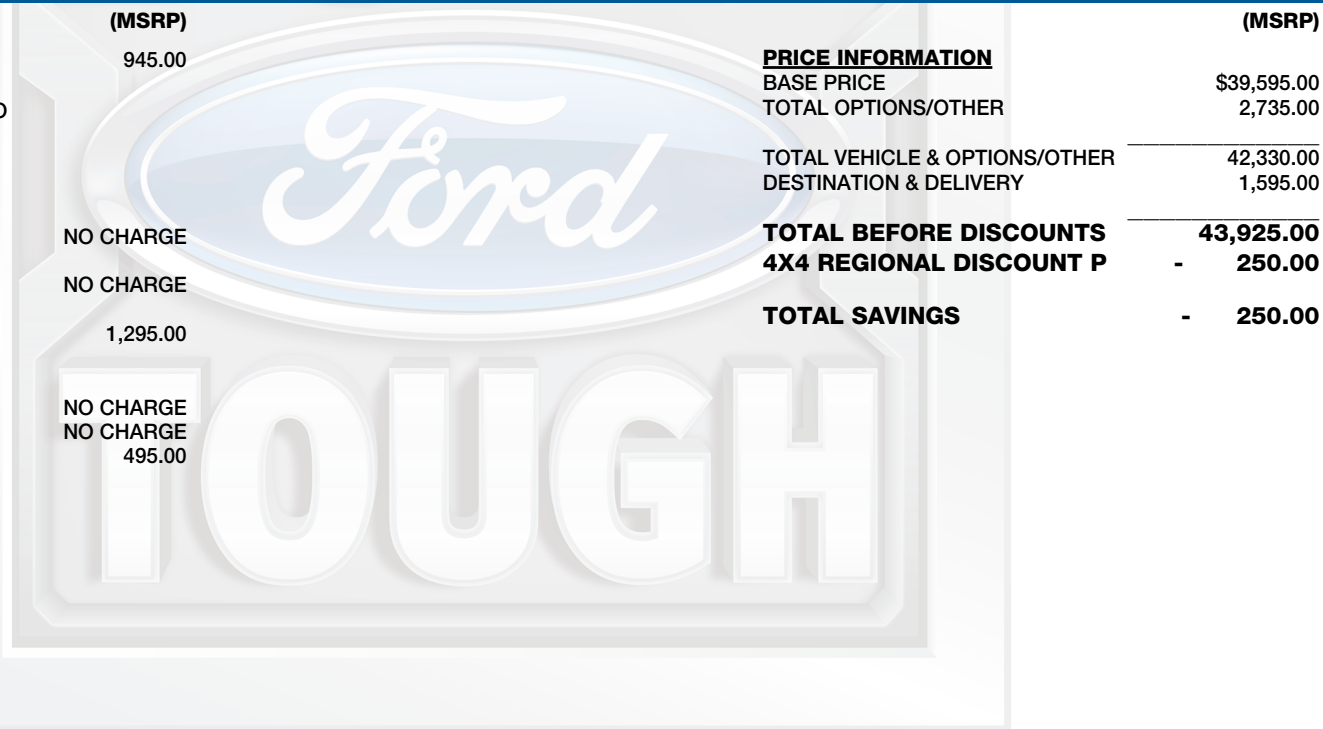 (MSRP)
945.00
NO CHARGE
NO CHARGE
1,295.00
NO CHARGE
NO CHARGE
495.00
Ford
TOUGH
(MSRP)
PRICE INFORMATION
BASE PRICE $39,595.00
TOTAL OPTIONS/OTHER 2,735.00
TOTAL VEHICLE & OPTIONS/OTHER 42,330.00
DESTINATION & DELIVERY 1,595.00
TOTAL BEFORE DISCOUNTS 43,925.00
4X4 REGIONAL DISCOUNT P - 250.00
TOTAL SAVINGS - 250.00